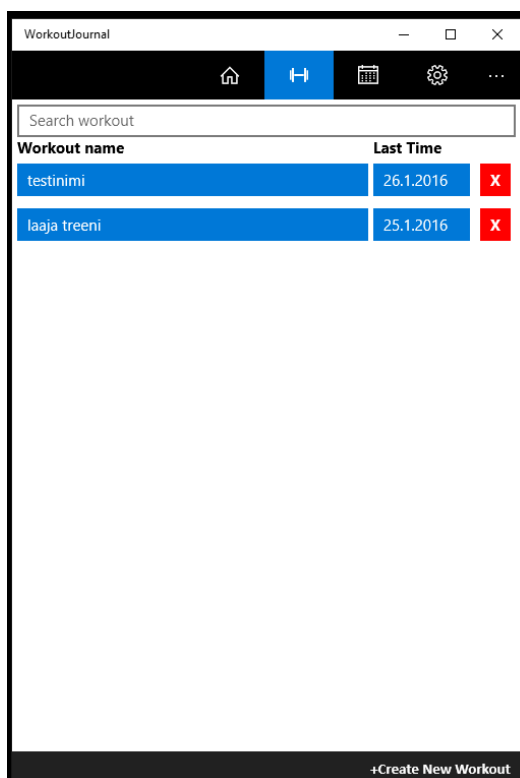 WorkoutJournal
Search workout
Workout name Last Time
testinimi 26.1.2016 X
laaja treeni 25.1.2016 X
+Create New Workout